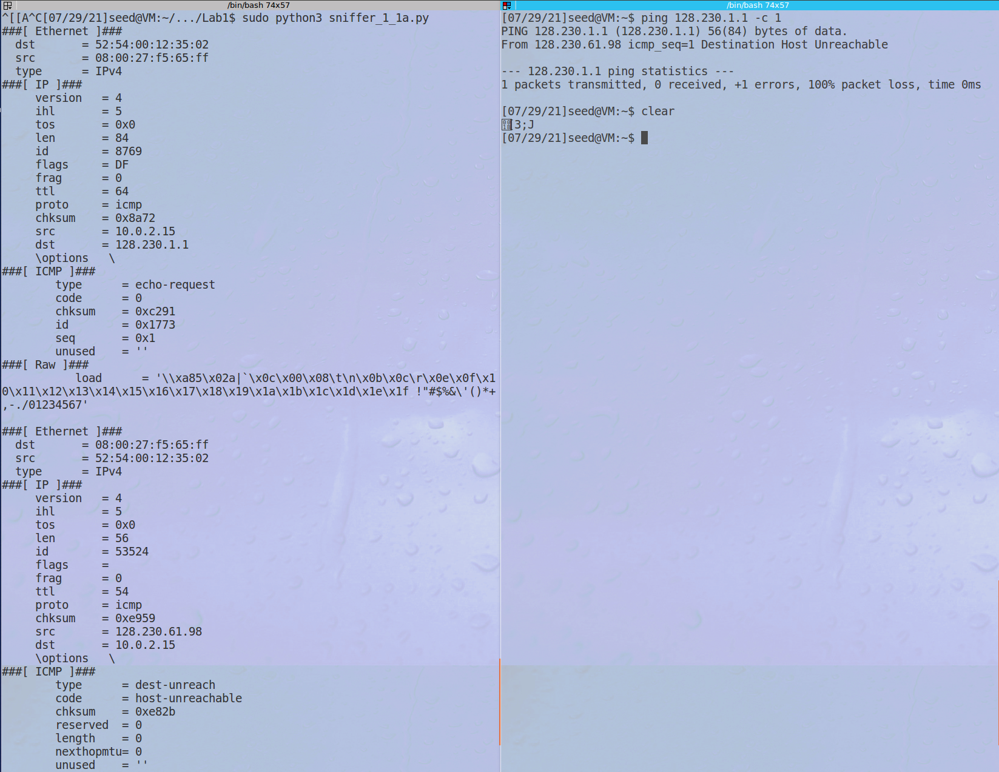 /bin/bash 74x57
^[[A^C[07/29/21]seed@VM:~/.../Lab1$ sudo python3 sniffer_1_1a.py
###[ Ethernet ]###
  dst       = 52:54:00:12:35:02
  src       = 08:00:27:f5:65:ff
  type      = IPv4
###[ IP ]###
     version   = 4
     ihl       = 5
     tos       = 0x0
     len       = 84
     id        = 8769
     flags     = DF
     frag      = 0
     ttl       = 64
     proto     = icmp
     chksum    = 0x8a72
     src       = 10.0.2.15
     dst       = 128.230.1.1
     \options   \
###[ ICMP ]###
        type      = echo-request
        code      = 0
        chksum    = 0xc291
        id        = 0x1773
        seq       = 0x1
        unused    = ''
###[ Raw ]###
           load      = '\\xa85\x02a|`\x0c\x00\x08\t\n\x0b\x0c\r\x0e\x0f\x1
0\x11\x12\x13\x14\x15\x16\x17\x18\x19\x1a\x1b\x1c\x1d\x1e\x1f !"#$%&\'()*+
,-./01234567'

###[ Ethernet ]###
  dst       = 08:00:27:f5:65:ff
  src       = 52:54:00:12:35:02
  type      = IPv4
###[ IP ]###
     version   = 4
     ihl       = 5
     tos       = 0x0
     len       = 56
     id        = 53524
     flags     =
     frag      = 0
     ttl       = 54
     proto     = icmp
     chksum    = 0xe959
     src       = 128.230.61.98
     dst       = 10.0.2.15
     \options   \
###[ ICMP ]###
        type      = dest-unreach
        code      = host-unreachable
        chksum    = 0xe82b
        reserved  = 0
        length    = 0
        nexthopmtu= 0
        unused    = ''
/bin/bash 74x57
[07/29/21]seed@VM:~$ ping 128.230.1.1 -c 1
PING 128.230.1.1 (128.230.1.1) 56(84) bytes of data.
From 128.230.61.98 icmp_seq=1 Destination Host Unreachable

--- 128.230.1.1 ping statistics ---
1 packets transmitted, 0 received, +1 errors, 100% packet loss, time 0ms

[07/29/21]seed@VM:~$ clear
[3;J
[07/29/21]seed@VM:~$